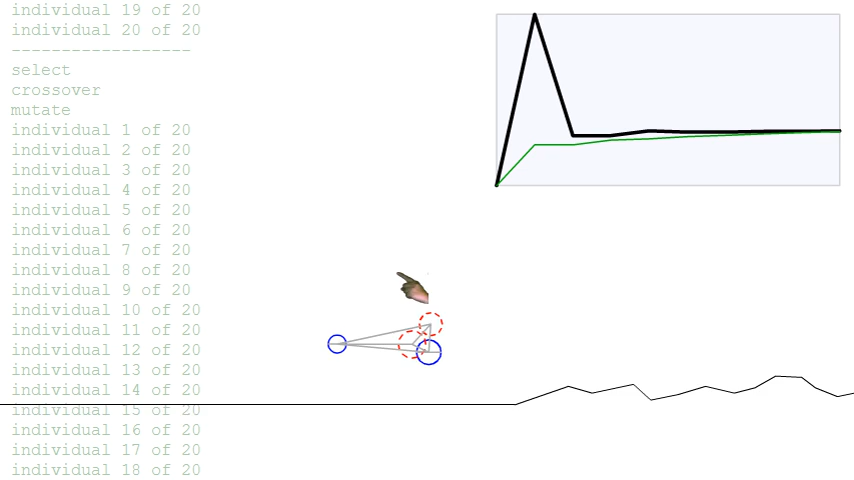 individual 19 of 20
individual 20 of 20
------------------
select
crossover
mutate
individual 1 of 20
individual 2 of 20
individual 3 of 20
individual 4 of 20
individual 5 of 20
individual 6 of 20
individual 7 of 20
individual 8 of 20
individual 9 of 20
individual 10 of 20
individual 11 of 20
individual 12 of 20
individual 13 of 20
individual 14 of 20
individual 15 of 20
individual 16 of 20
individual 17 of 20
individual 18 of 20